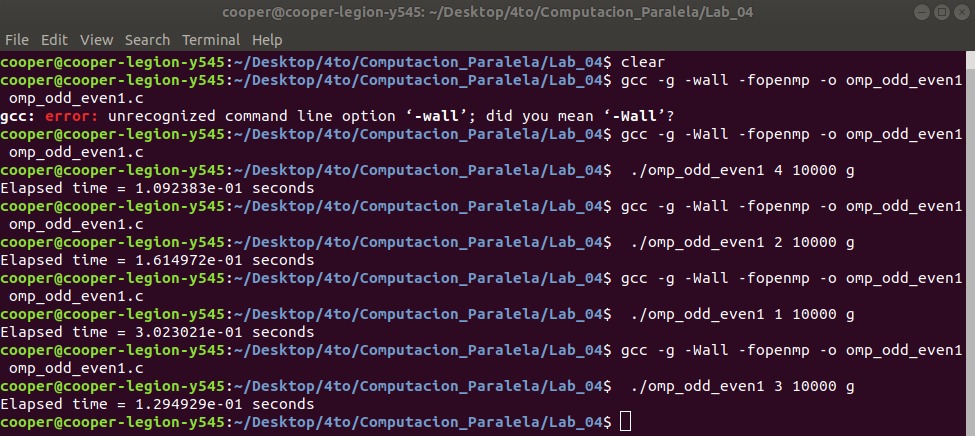 cooper@cooper-legion-y545: ~/Desktop/4to/Computacion_Paralela/Lab_04
File Edit View Search Terminal Help
cooper@cooper-legion-y545:~/Desktop/4to/Computacion_Paralela/Lab_04$ clear
cooper@cooper-legion-y545:~/Desktop/4to/Computacion_Paralela/Lab_04$ gcc -g -wall -fopenmp -o omp_odd_even1
 omp_odd_even1.c
gcc: error: unrecognized command line option ‘-wall’; did you mean ‘-Wall’?
cooper@cooper-legion-y545:~/Desktop/4to/Computacion_Paralela/Lab_04$ gcc -g -Wall -fopenmp -o omp_odd_even1
 omp_odd_even1.c
cooper@cooper-legion-y545:~/Desktop/4to/Computacion_Paralela/Lab_04$  ./omp_odd_even1 4 10000 g
Elapsed time = 1.092383e-01 seconds
cooper@cooper-legion-y545:~/Desktop/4to/Computacion_Paralela/Lab_04$ gcc -g -Wall -fopenmp -o omp_odd_even1
 omp_odd_even1.c
cooper@cooper-legion-y545:~/Desktop/4to/Computacion_Paralela/Lab_04$  ./omp_odd_even1 2 10000 g
Elapsed time = 1.614972e-01 seconds
cooper@cooper-legion-y545:~/Desktop/4to/Computacion_Paralela/Lab_04$ gcc -g -Wall -fopenmp -o omp_odd_even1
 omp_odd_even1.c
cooper@cooper-legion-y545:~/Desktop/4to/Computacion_Paralela/Lab_04$  ./omp_odd_even1 1 10000 g
Elapsed time = 3.023021e-01 seconds
cooper@cooper-legion-y545:~/Desktop/4to/Computacion_Paralela/Lab_04$ gcc -g -Wall -fopenmp -o omp_odd_even1
 omp_odd_even1.c
cooper@cooper-legion-y545:~/Desktop/4to/Computacion_Paralela/Lab_04$  ./omp_odd_even1 3 10000 g
Elapsed time = 1.294929e-01 seconds
cooper@cooper-legion-y545:~/Desktop/4to/Computacion_Paralela/Lab_04$